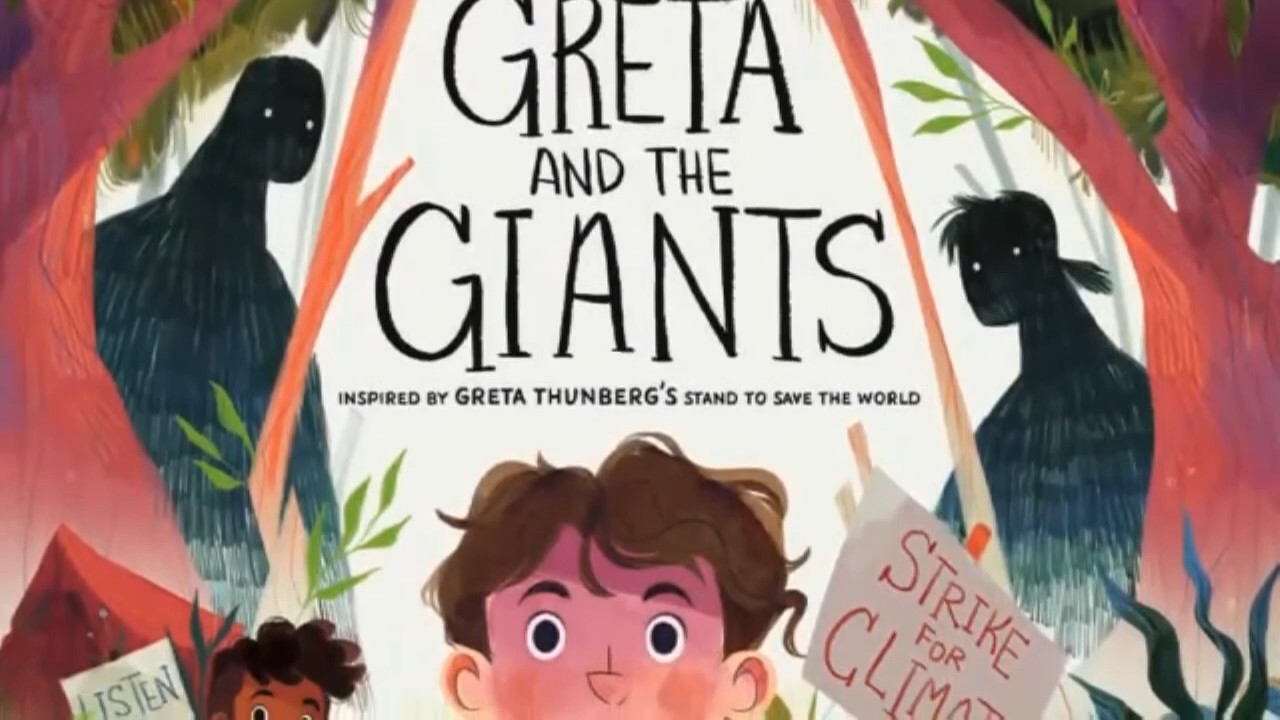 GRETA
AND THE
GIANTS
INSPIRED BY GRETA THUNBERG'S STAND TO SAVE THE WORLD
STRIKE
FOR
LISTEN